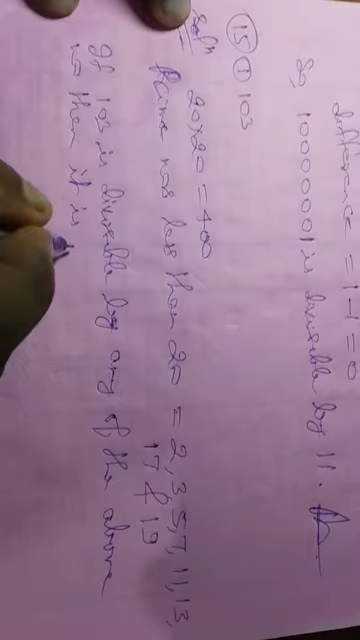 difference = 1-1 = 0
So, 10000001 is divisible by 11.
15 ① 103
Solⁿ 20×20 = 400
Prime nos less than 20 = 2, 3, 5, 7, 11, 13,
17 & 19
If 103 is divisible by any of the above
no then it is